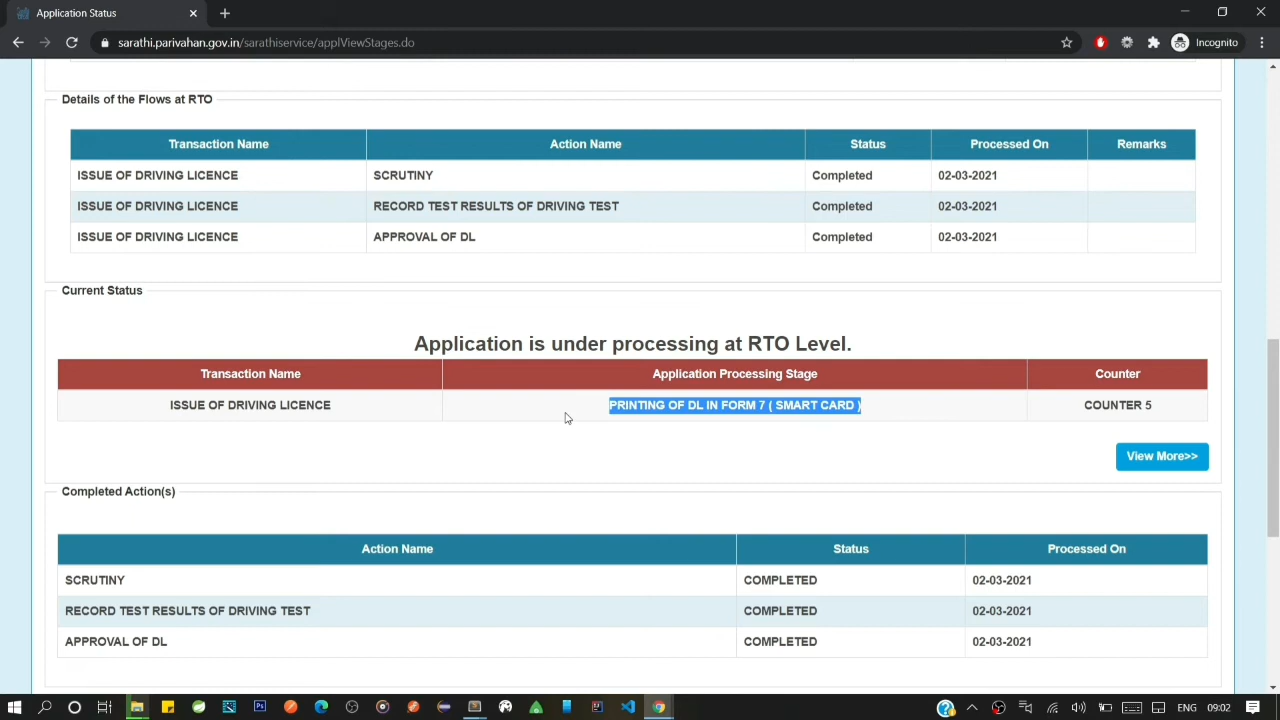 Application Status
sarathi.parivahan.gov.in/sarathiservice/applViewStages.do
Incognito
Details of the Flows at RTO
Transaction Name Action Name Status Processed On Remarks
ISSUE OF DRIVING LICENCE SCRUTINY Completed 02-03-2021
ISSUE OF DRIVING LICENCE RECORD TEST RESULTS OF DRIVING TEST Completed 02-03-2021
ISSUE OF DRIVING LICENCE APPROVAL OF DL Completed 02-03-2021
Current Status
Application is under processing at RTO Level.
Transaction Name Application Processing Stage Counter
ISSUE OF DRIVING LICENCE PRINTING OF DL IN FORM 7 ( SMART CARD ) COUNTER 5
View More>>
Completed Action(s)
Action Name Status Processed On
SCRUTINY COMPLETED 02-03-2021
RECORD TEST RESULTS OF DRIVING TEST COMPLETED 02-03-2021
APPROVAL OF DL COMPLETED 02-03-2021
ENG 09:02